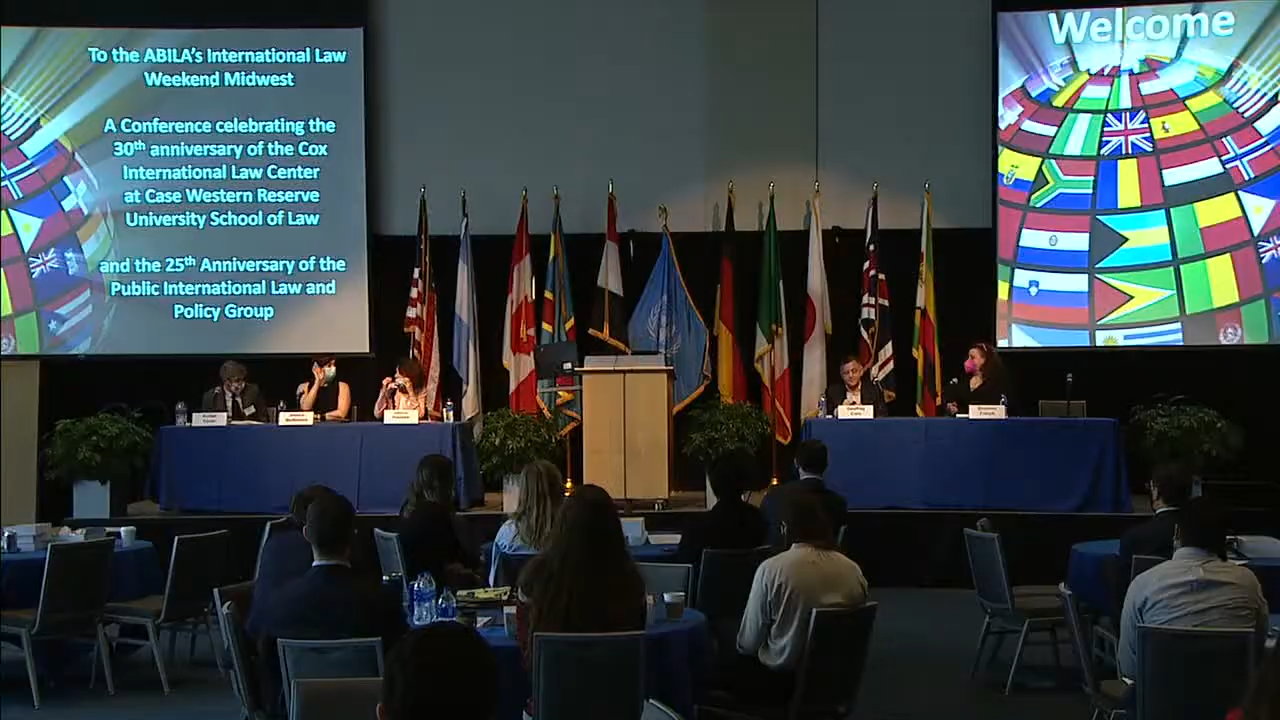 To the ABILA's International Law
Weekend Midwest
A Conference celebrating the
30th anniversary of the Cox
International Law Center
at Case Western Reserve
University School of Law
and the 25th Anniversary of the
Public International Law and
Policy Group
Welcome
Geoffrey